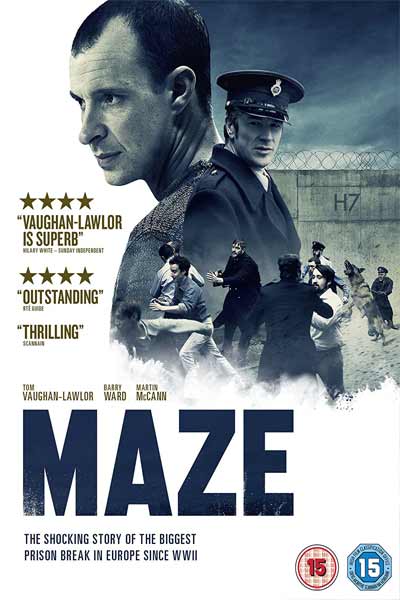 H7
★★★★
“VAUGHAN-LAWLOR
IS SUPERB”
HILARY WHITE – SUNDAY INDEPENDENT
★★★★
“OUTSTANDING”
RTÉ GUIDE
“THRILLING”
SCANNAIN
TOM
VAUGHAN-LAWLOR
BARRY
WARD
MARTIN
McCANN
MAZE
THE SHOCKING STORY OF THE BIGGEST
PRISON BREAK IN EUROPE SINCE WWII
15
15